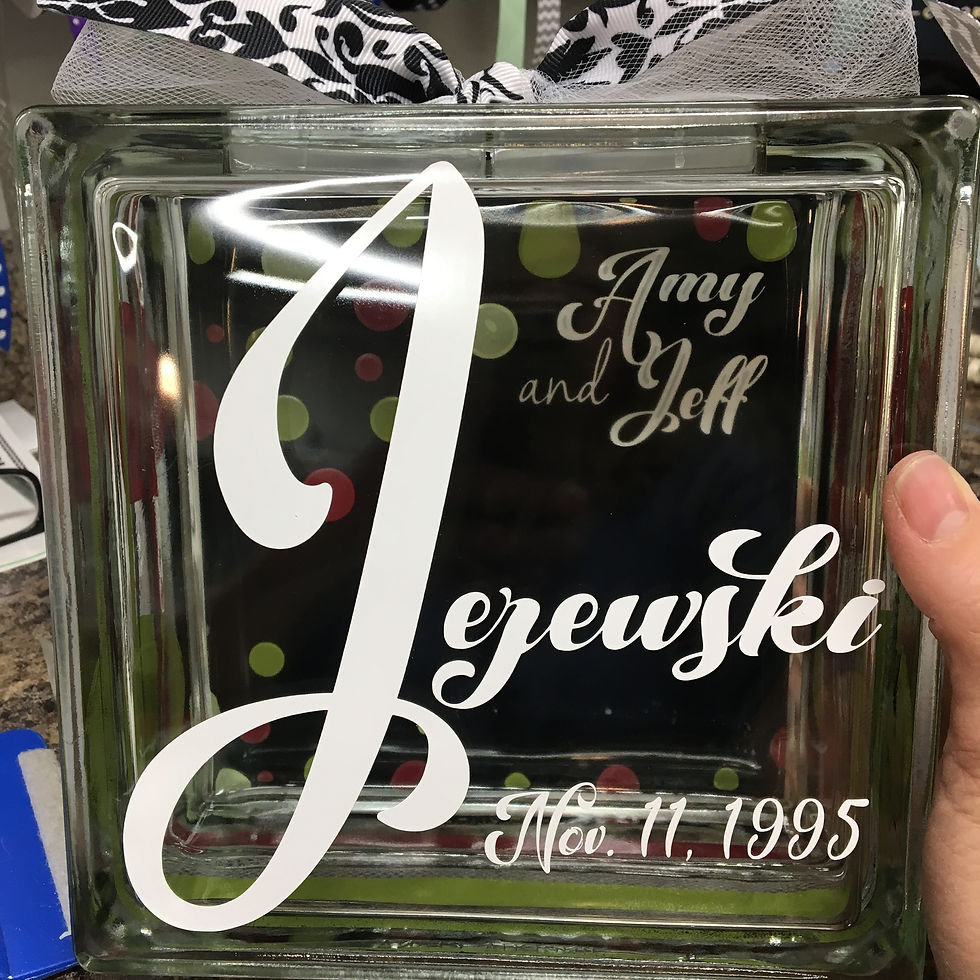 Amy
and Jeff
Jezewski
Nov. 11, 1995